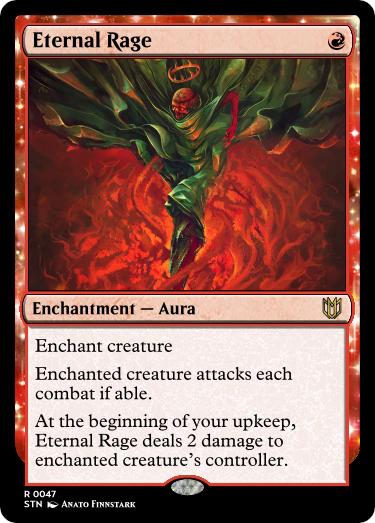 Eternal Rage
Enchantment — Aura
Enchant creature
Enchanted creature attacks each
combat if able.
At the beginning of your upkeep,
Eternal Rage deals 2 damage to
enchanted creature's controller.
R 0047
STN Anato Finnstark